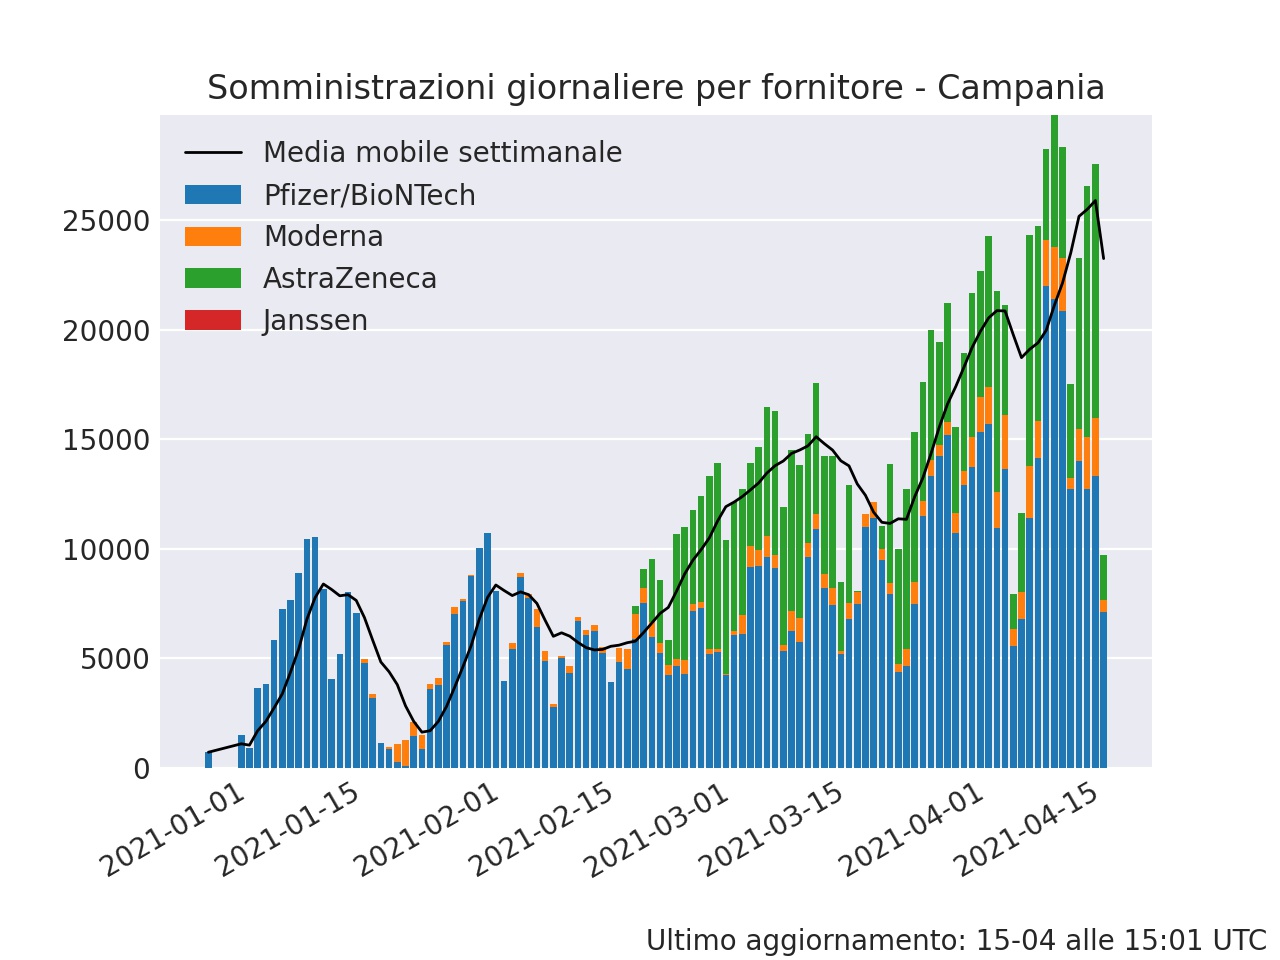 Somministrazioni giornaliere per fornitore - Campania
Media mobile settimanale
Pfizer/BioNTech
Moderna
AstraZeneca
Janssen
25000
20000
15000
10000
5000
0
2021-01-01
2021-01-15
2021-02-01
2021-02-15
2021-03-01
2021-03-15
2021-04-01
2021-04-15
Ultimo aggiornamento: 15-04 alle 15:01 UTC